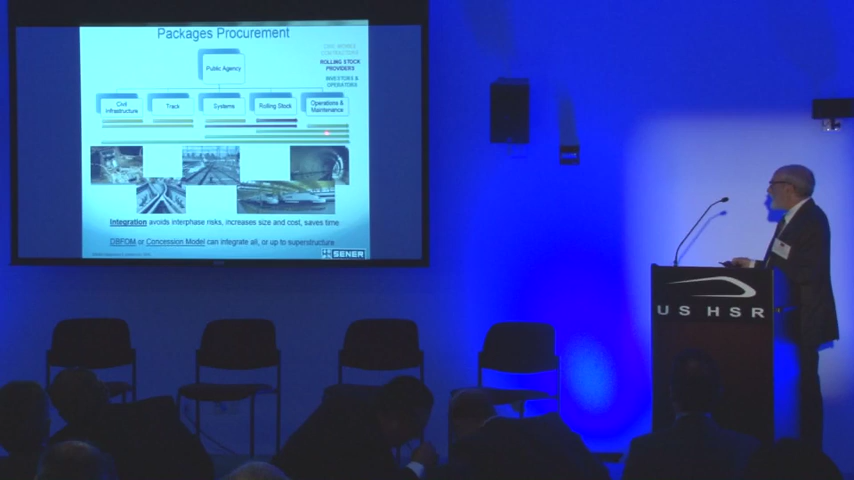 Packages Procurement
CIVIL WORKS
CONTRACTORS
ROLLING STOCK
PROVIDERS
INVESTORS &
OPERATORS
Public Agency
Civil
Infrastructure
Track
Systems
Rolling Stock
Operations &
Maintenance
Integration avoids interphase risks, increases size and cost, saves time
DBFOM or Concession Model can integrate all, or up to superstructure
SENER
US HSR